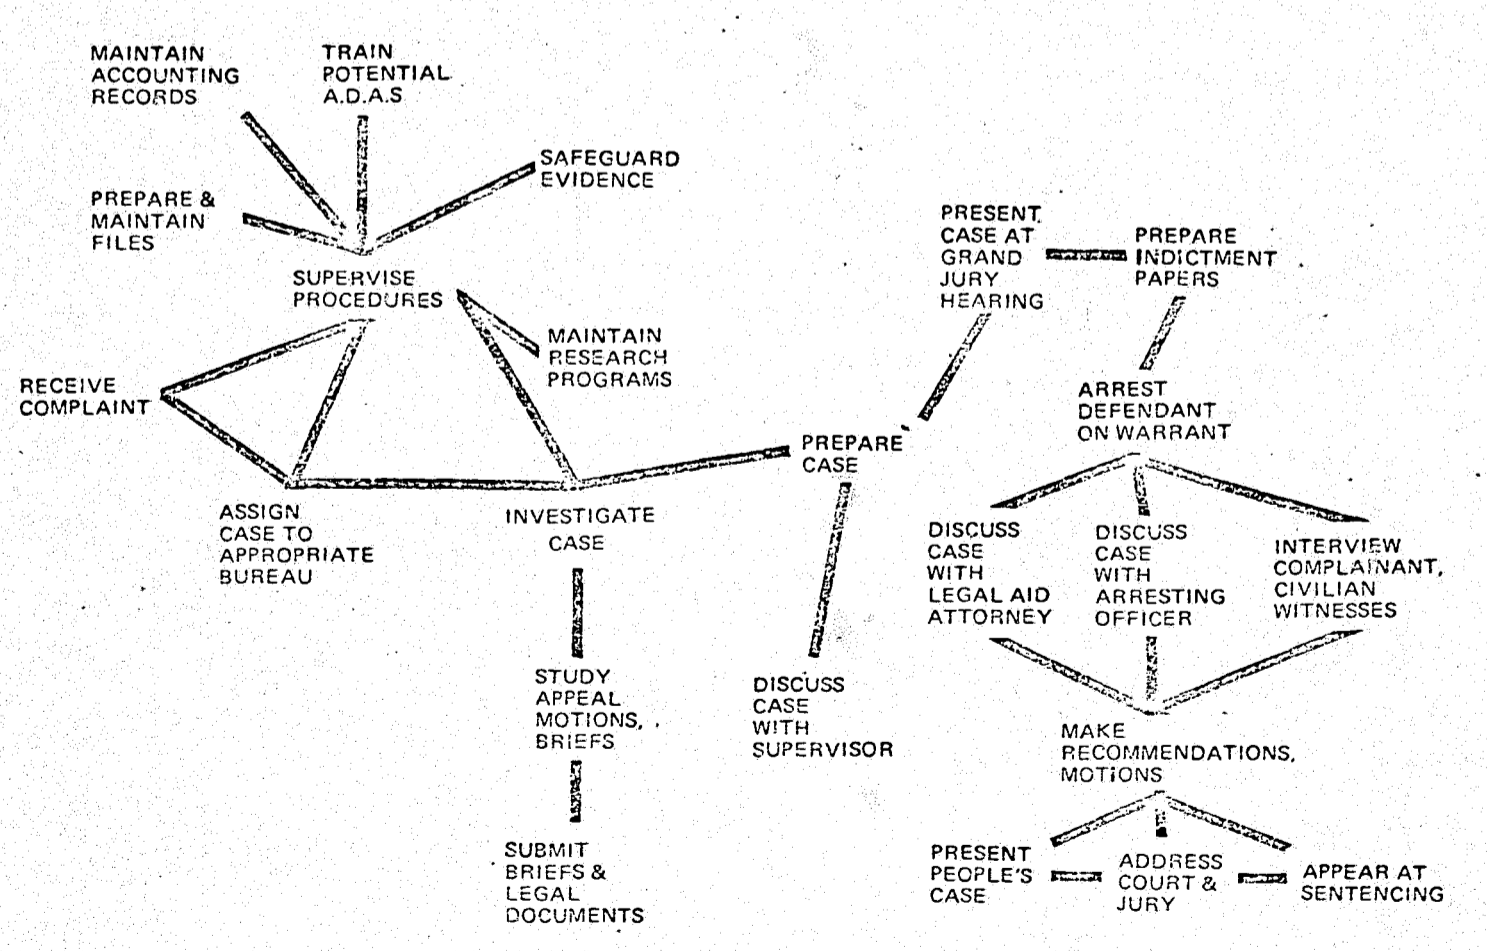 MAINTAIN
ACCOUNTING
RECORDS
TRAIN
POTENTIAL
A.D.A.S
SAFEGUARD
EVIDENCE
PREPARE &
MAINTAIN
FILES
SUPERVISE
PROCEDURES
MAINTAIN
RESEARCH
PROGRAMS
RECEIVE
COMPLAINT
ASSIGN
CASE TO
APPROPRIATE
BUREAU
INVESTIGATE
CASE
STUDY
APPEAL
MOTIONS,
BRIEFS
SUBMIT
BRIEFS &
LEGAL
DOCUMENTS
PREPARE
CASE
DISCUSS
CASE
WITH
SUPERVISOR
PRESENT
CASE AT
GRAND
JURY
HEARING
PREPARE
INDICTMENT
PAPERS
ARREST
DEFENDANT
ON WARRANT
DISCUSS
CASE
WITH
LEGAL AID
ATTORNEY
DISCUSS
CASE
WITH
ARRESTING
OFFICER
INTERVIEW
COMPLAINANT,
CIVILIAN
WITNESSES
MAKE
RECOMMENDATIONS,
MOTIONS
PRESENT
PEOPLE'S
CASE
ADDRESS
COURT &
JURY
APPEAR AT
SENTENCING